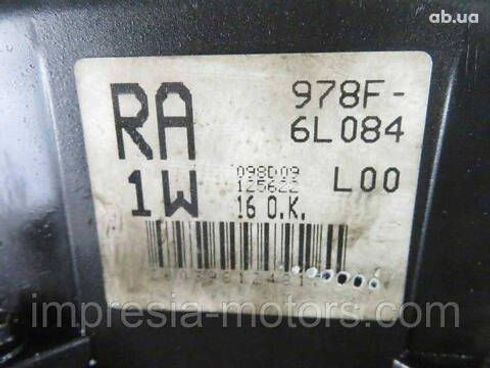 ab.ua
RA
978F-
6L084
1W
098D09
125622
L00
16 O.K.
impresia-motors.com